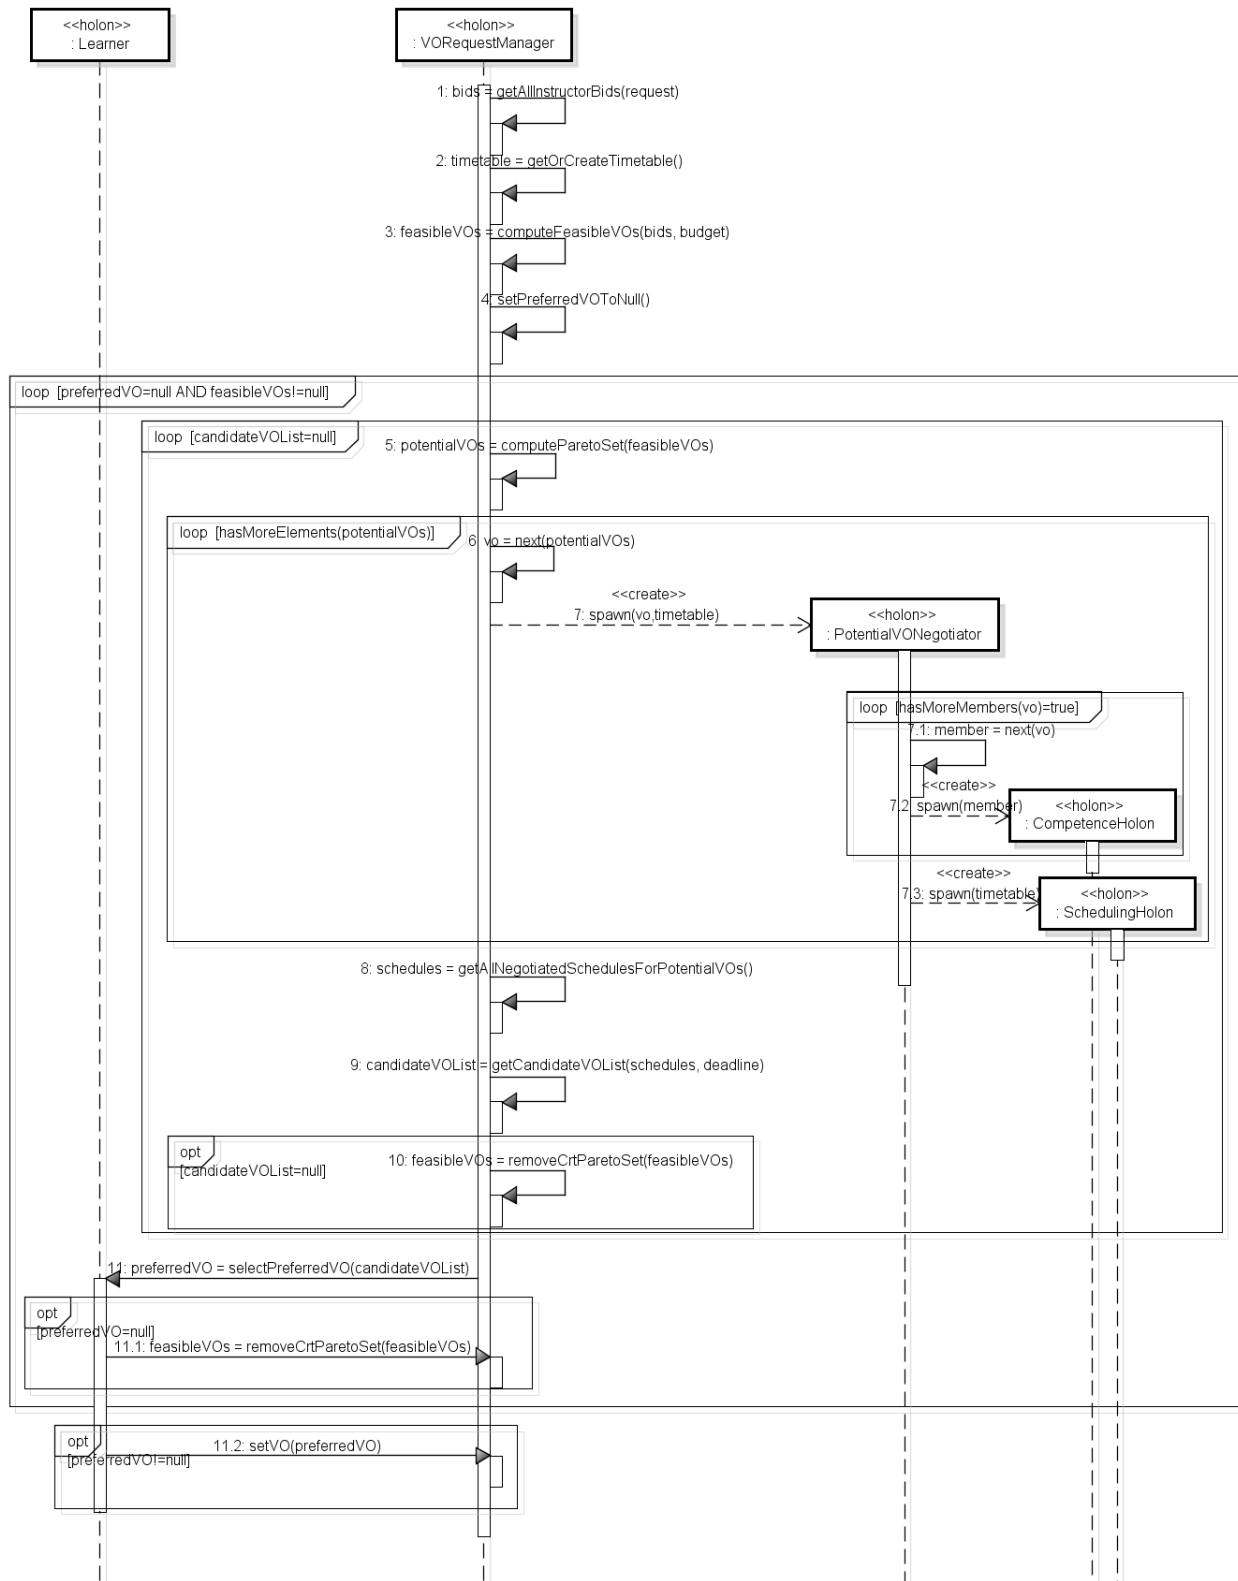 <<holon>>
: Learner
<<holon>>
: VORequestManager
1: bids = getAllInstructorBids(request)
2: timetable = getOrCreateTimetable()
3: feasibleVOs = computeFeasibleVOs(bids, budget)
4: setPreferredVOToNull()
loop [preferredVO=null AND feasibleVOs!=null]
loop [candidateVOList=null]
5: potentialVOs = computeParetoSet(feasibleVOs)
loop [hasMoreElements(potentialVOs)]
6: vo = next(potentialVOs)
<<create>>
7: spawn(vo,timetable)
<<holon>>
: PotentialVONegotiator
loop [hasMoreMembers(vo)=true]
7.1: member = next(vo)
<<create>>
7.2: spawn(member)
<<holon>>
: CompetenceHolon
<<create>>
7.3: spawn(timetable)
<<holon>>
: SchedulingHolon
8: schedules = getAllNegotiatedSchedulesForPotentialVOs()
9: candidateVOList = getCandidateVOList(schedules, deadline)
opt
[candidateVOList=null]
10: feasibleVOs = removeCrtParetoSet(feasibleVOs)
11: preferredVO = selectPreferredVO(candidateVOList)
opt
[preferredVO=null]
11.1: feasibleVOs = removeCrtParetoSet(feasibleVOs)
opt
[preferredVO!=null]
11.2: setVO(preferredVO)